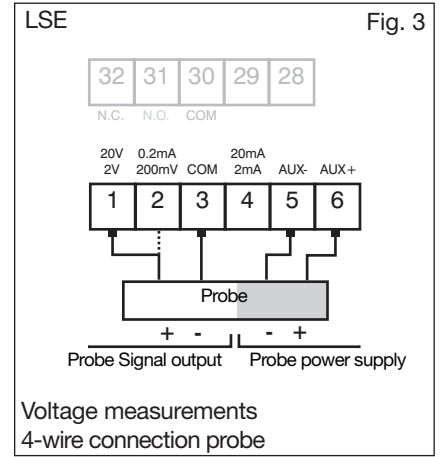 LSE Fig. 3
32 31 30 29 28
N.C. N.O. COM
20V 0.2mA 20mA
2V 200mV COM 2mA AUX- AUX+
1 2 3 4 5 6
Probe
+ - - +
Probe Signal output Probe power supply
Voltage measurements
4-wire connection probe